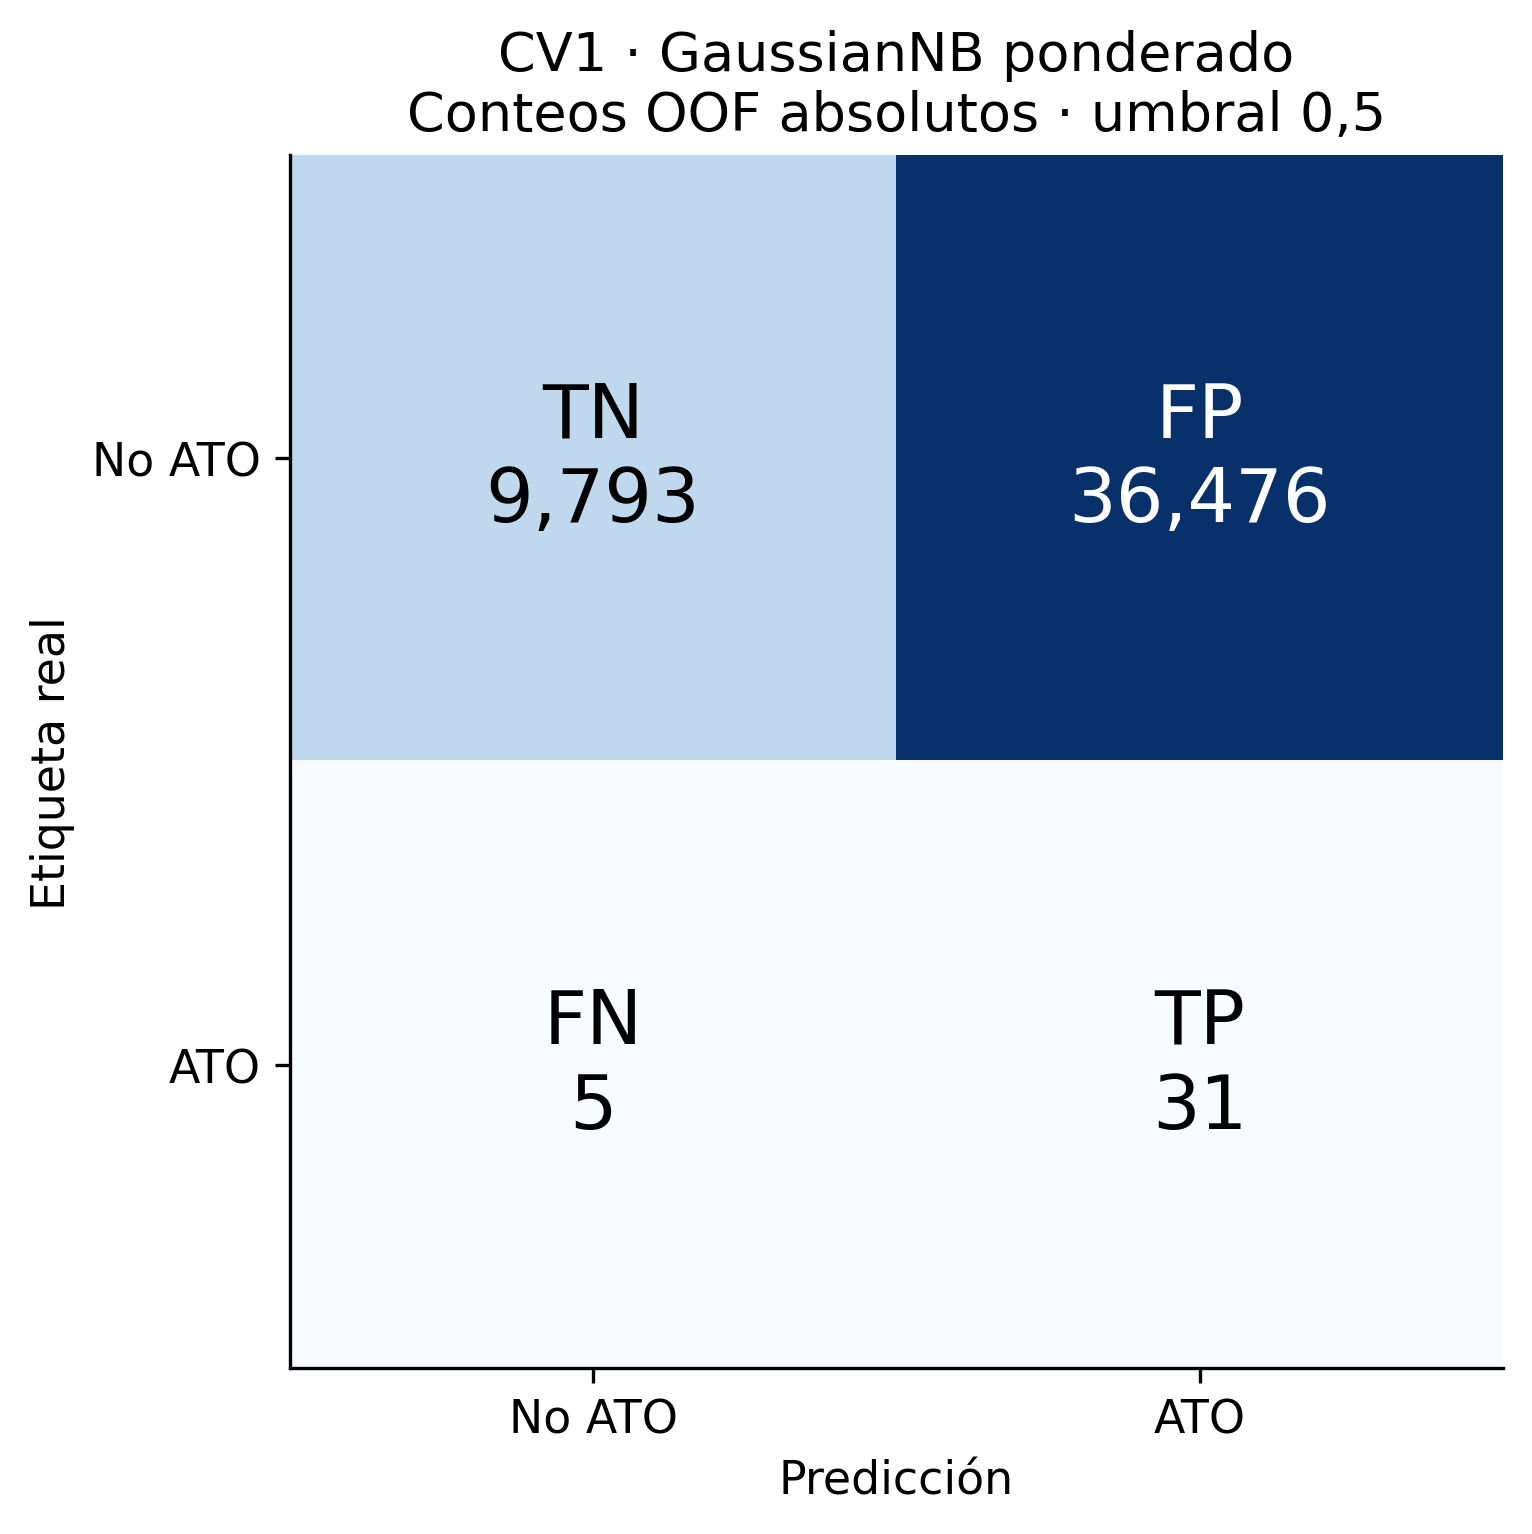 CV1 · GaussianNB ponderado
Conteos OOF absolutos · umbral 0,5
TN
9,793
FP
36,476
No ATO
Etiqueta real
FN
5
TP
31
ATO
No ATO
ATO
Predicción